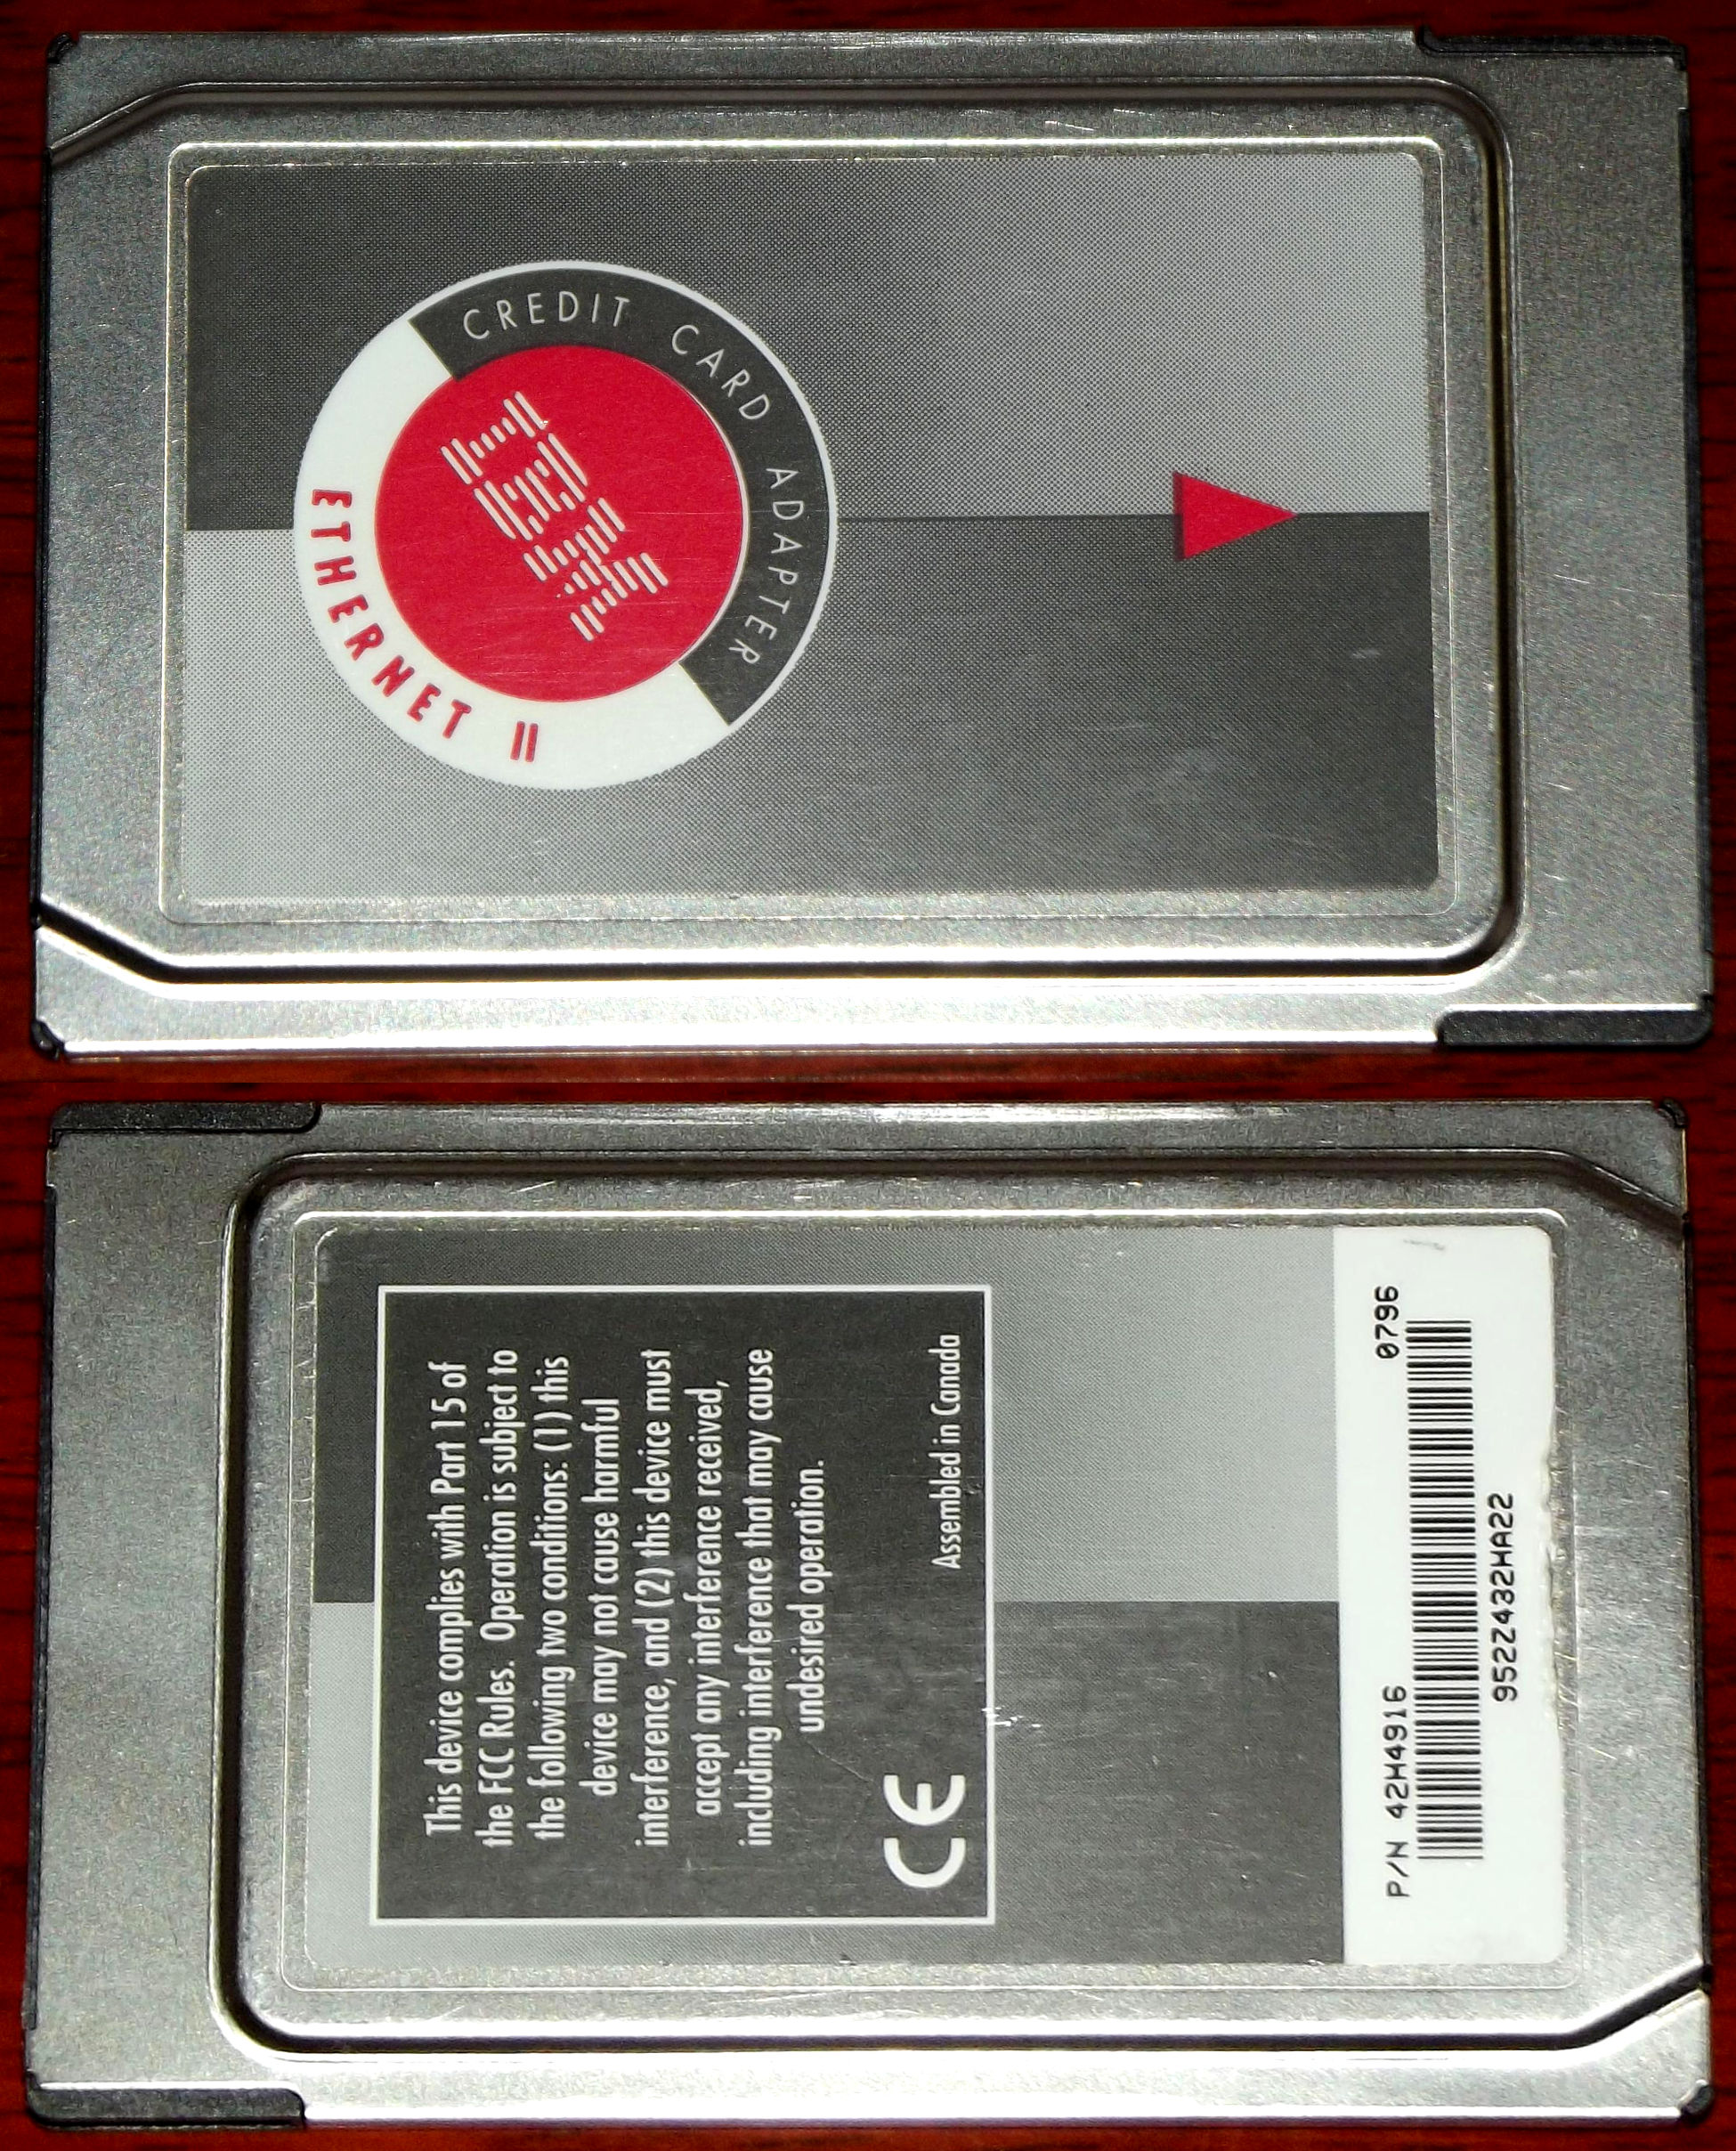 CREDIT CARD ADAPTER
IBM
ETHERNET II
This device complies with Part 15 of
the FCC Rules. Operation is subject to
the following two conditions: (1) this
device may not cause harmful
interference, and (2) this device must
accept any interference received,
including interference that may cause
undesired operation.
CE
Assembled in Canada
P/N 42H4916
0796
9522432HA22